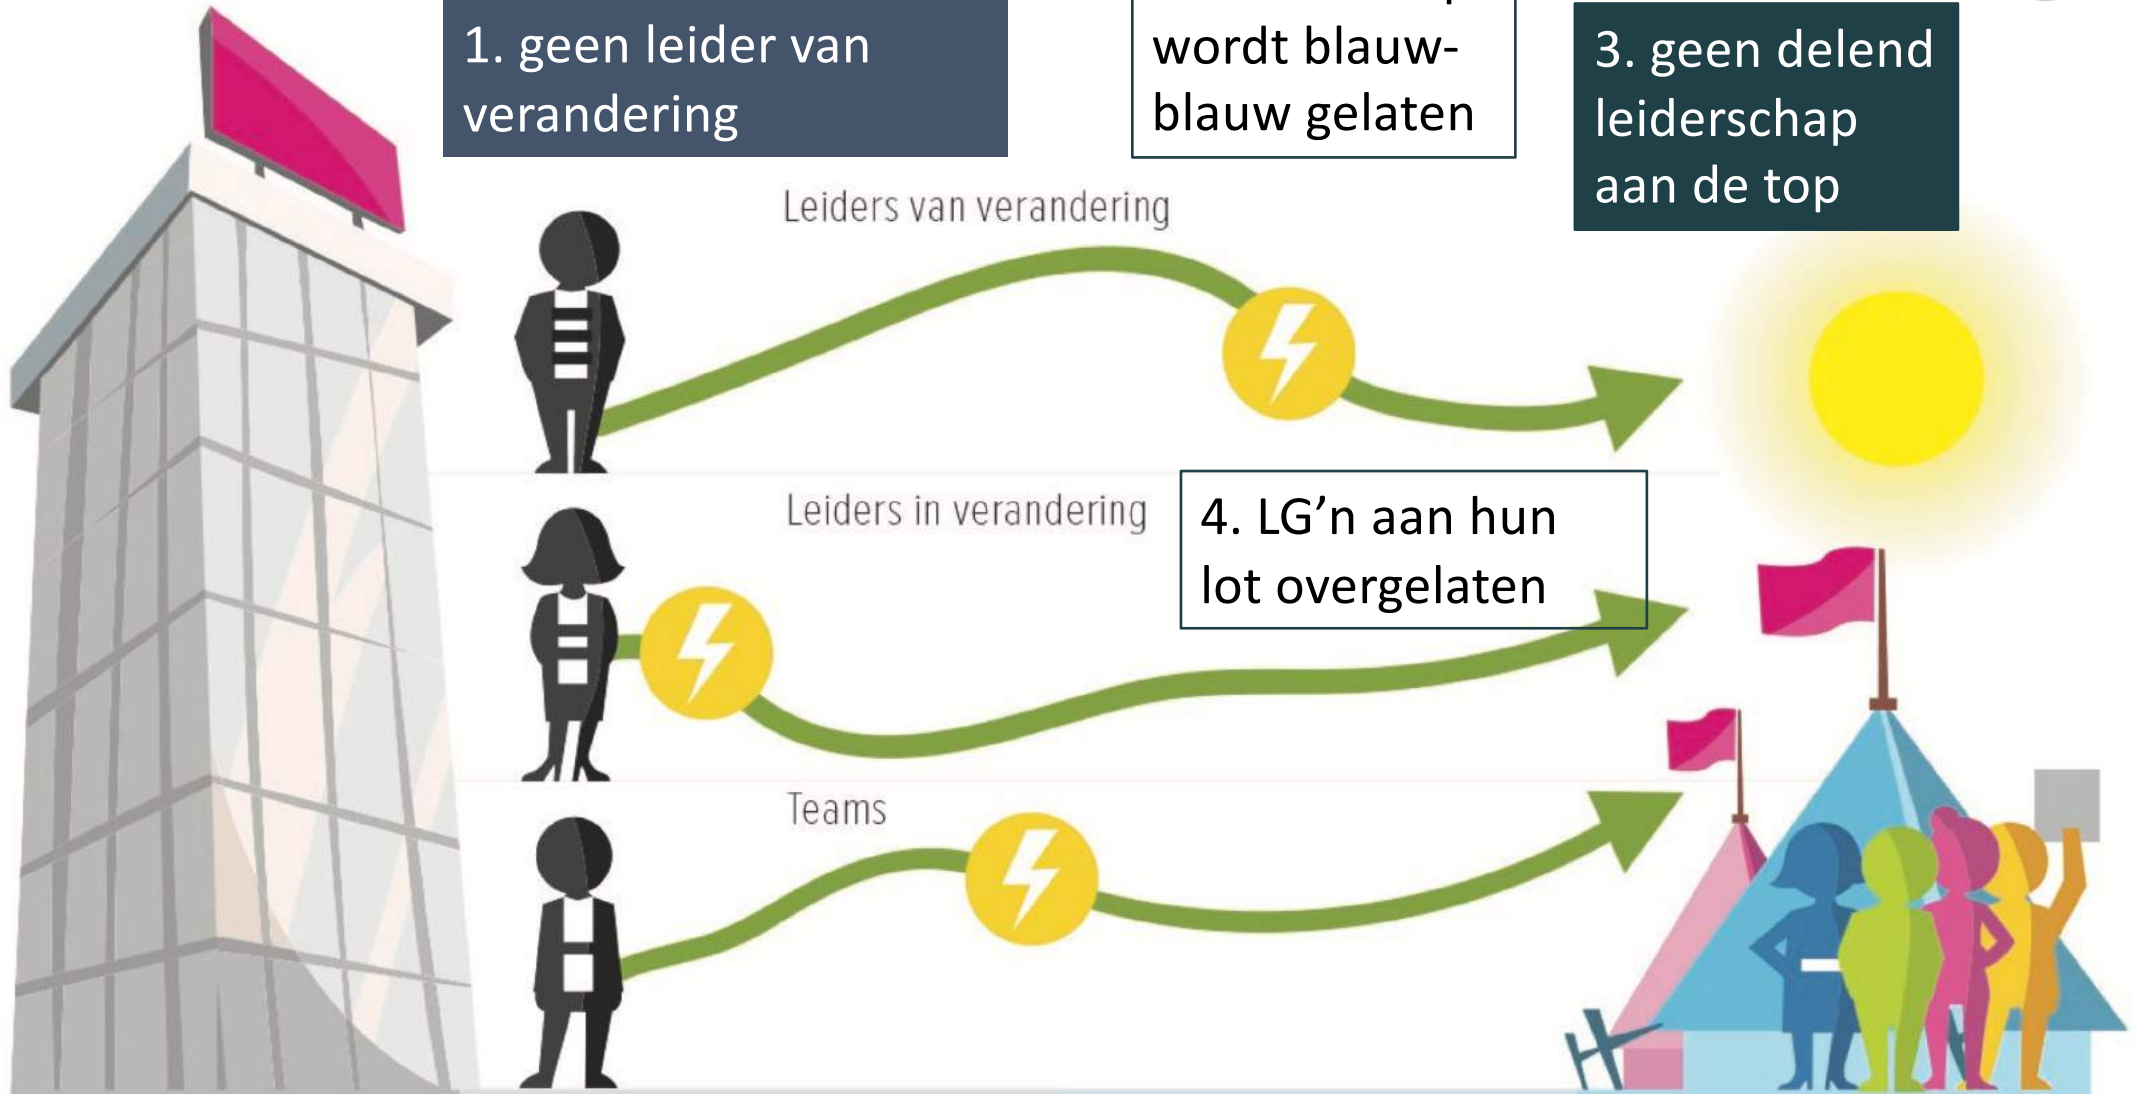 1. geen leider van
verandering
wordt blauw-
blauw gelaten
3. geen delend
leiderschap
aan de top
Leiders van verandering
Leiders in verandering
4. LG’n aan hun
lot overgelaten
Teams